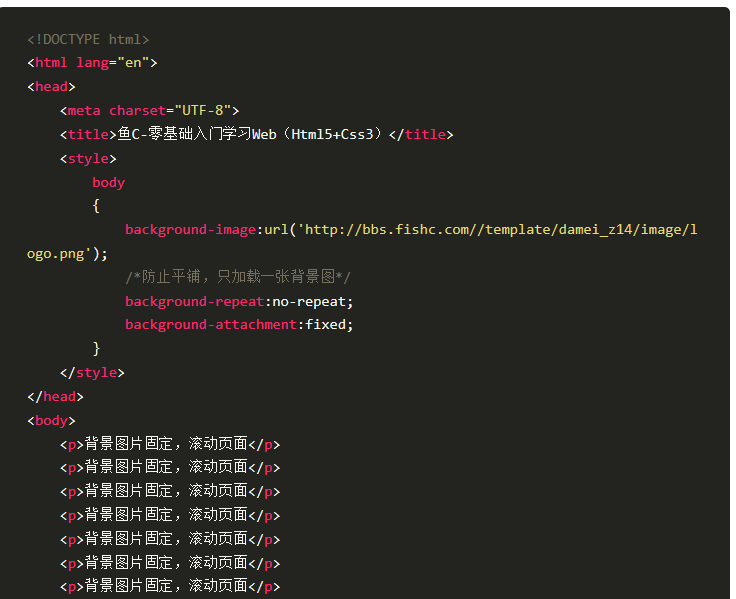 <!DOCTYPE html>
<html lang="en">
<head>
    <meta charset="UTF-8">
    <title>鱼C-零基础入门学习Web（Html5+Css3）</title>
    <style>
        body
        {
            background-image:url('http://bbs.fishc.com//template/damei_z14/image/l
ogo.png');
            /*防止平铺，只加载一张背景图*/
            background-repeat:no-repeat;
            background-attachment:fixed;
        }
    </style>
</head>
<body>
    <p>背景图片固定，滚动页面</p>
    <p>背景图片固定，滚动页面</p>
    <p>背景图片固定，滚动页面</p>
    <p>背景图片固定，滚动页面</p>
    <p>背景图片固定，滚动页面</p>
    <p>背景图片固定，滚动页面</p>
    <p>背景图片固定，滚动页面</p>